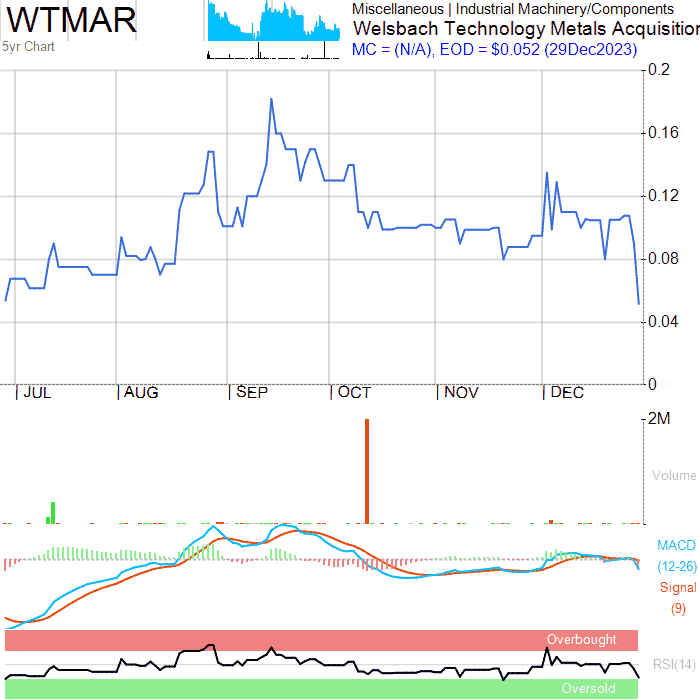 WTMAR
5yr Chart
Miscellaneous | Industrial Machinery/Components
Welsbach Technology Metals Acquisition
MC = (N/A), EOD = $0.052 (29Dec2023)
0.2
0.16
0.12
0.08
0.04
0
JUL AUG SEP OCT NOV DEC
2M
Volume
MACD
(12-26)
Signal
(9)
Overbought
RSI(14)
Oversold